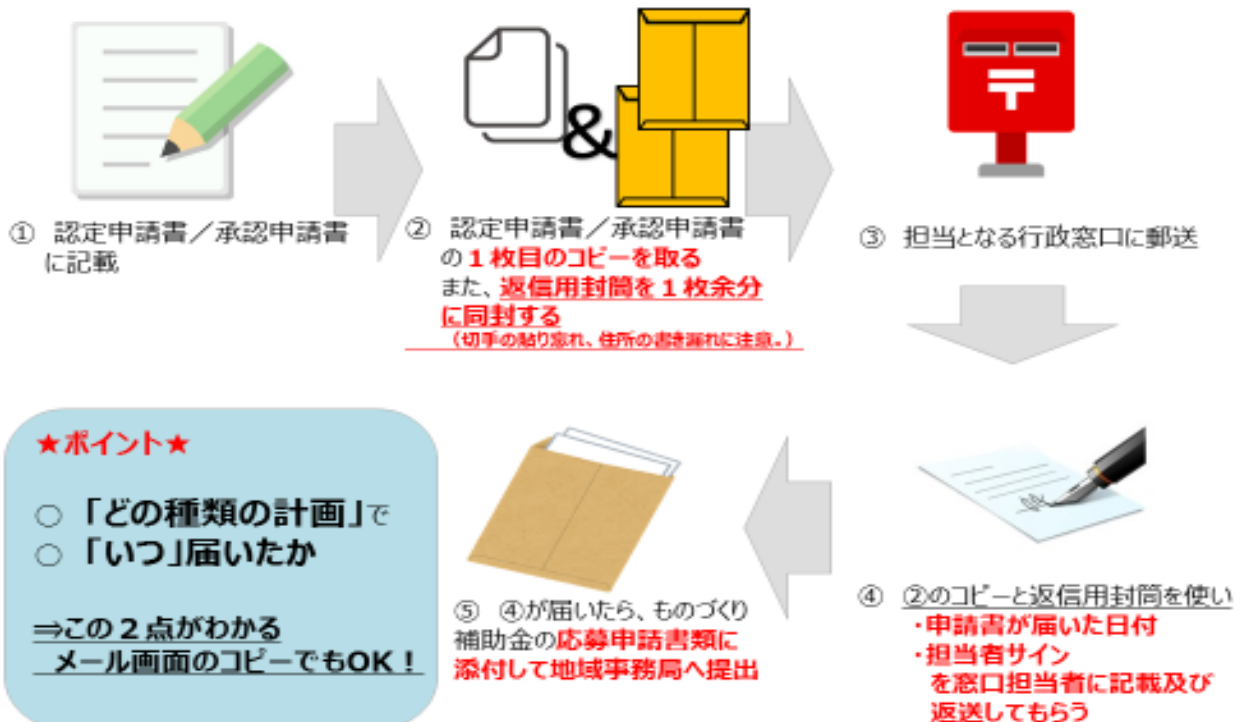 &
〒
① 認定申請書／承認申請書
に記載
② 認定申請書／承認申請書
の１枚目のコピーを取る
また、返信用封筒を１枚余分
に同封する
（切手の貼り忘れ、住所の書き漏れに注意。）
③ 担当となる行政窓口に郵送
④ ②のコピーと返信用封筒を使い
・申請書が届いた日付
・担当者サイン
を窓口担当者に記載及び
返送してもらう
⑤ ④が届いたら、ものづくり
補助金の応募申請書類に
添付して地域事務局へ提出
★ポイント★
○ 「どの種類の計画」で
○ 「いつ」届いたか
⇒この２点がわかる
メール画面のコピーでもOK！